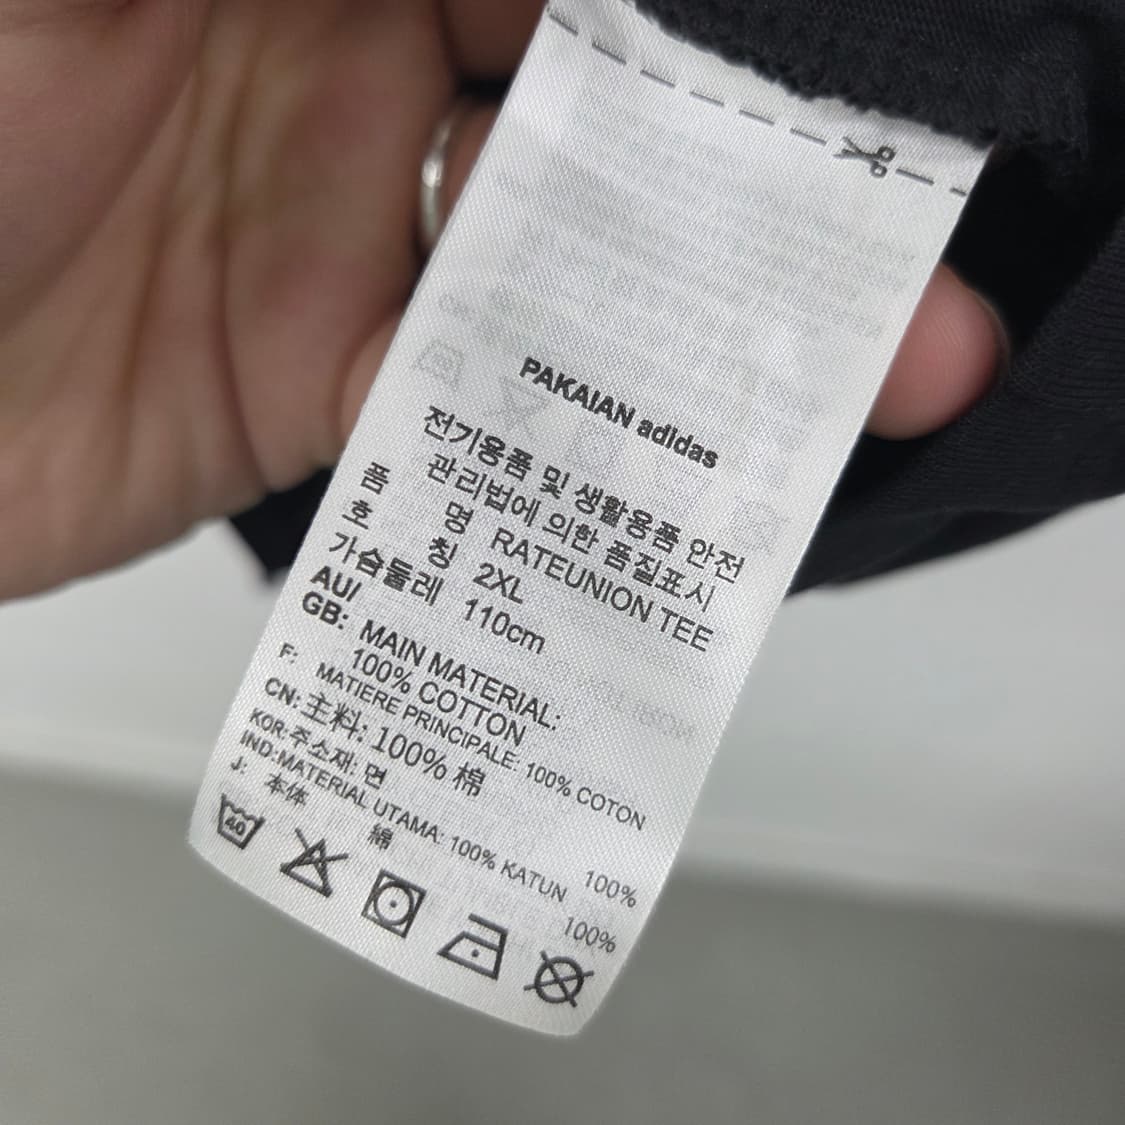 PAKAIAN adidas
전기용품 및 생활용품 안전
관리법에 의한 품질표시
품 명 RATEUNION TEE
호 칭 2XL
가슴둘레 110cm
AU/
GB: MAIN MATERIAL:
100% COTTON
F: MATIERE PRINCIPALE: 100% COTON
CN: 主料: 100% 棉
KOR: 주소재: 면 100%
IND: MATERIAL UTAMA: 100% KATUN
J: 本体 綿 100%
40